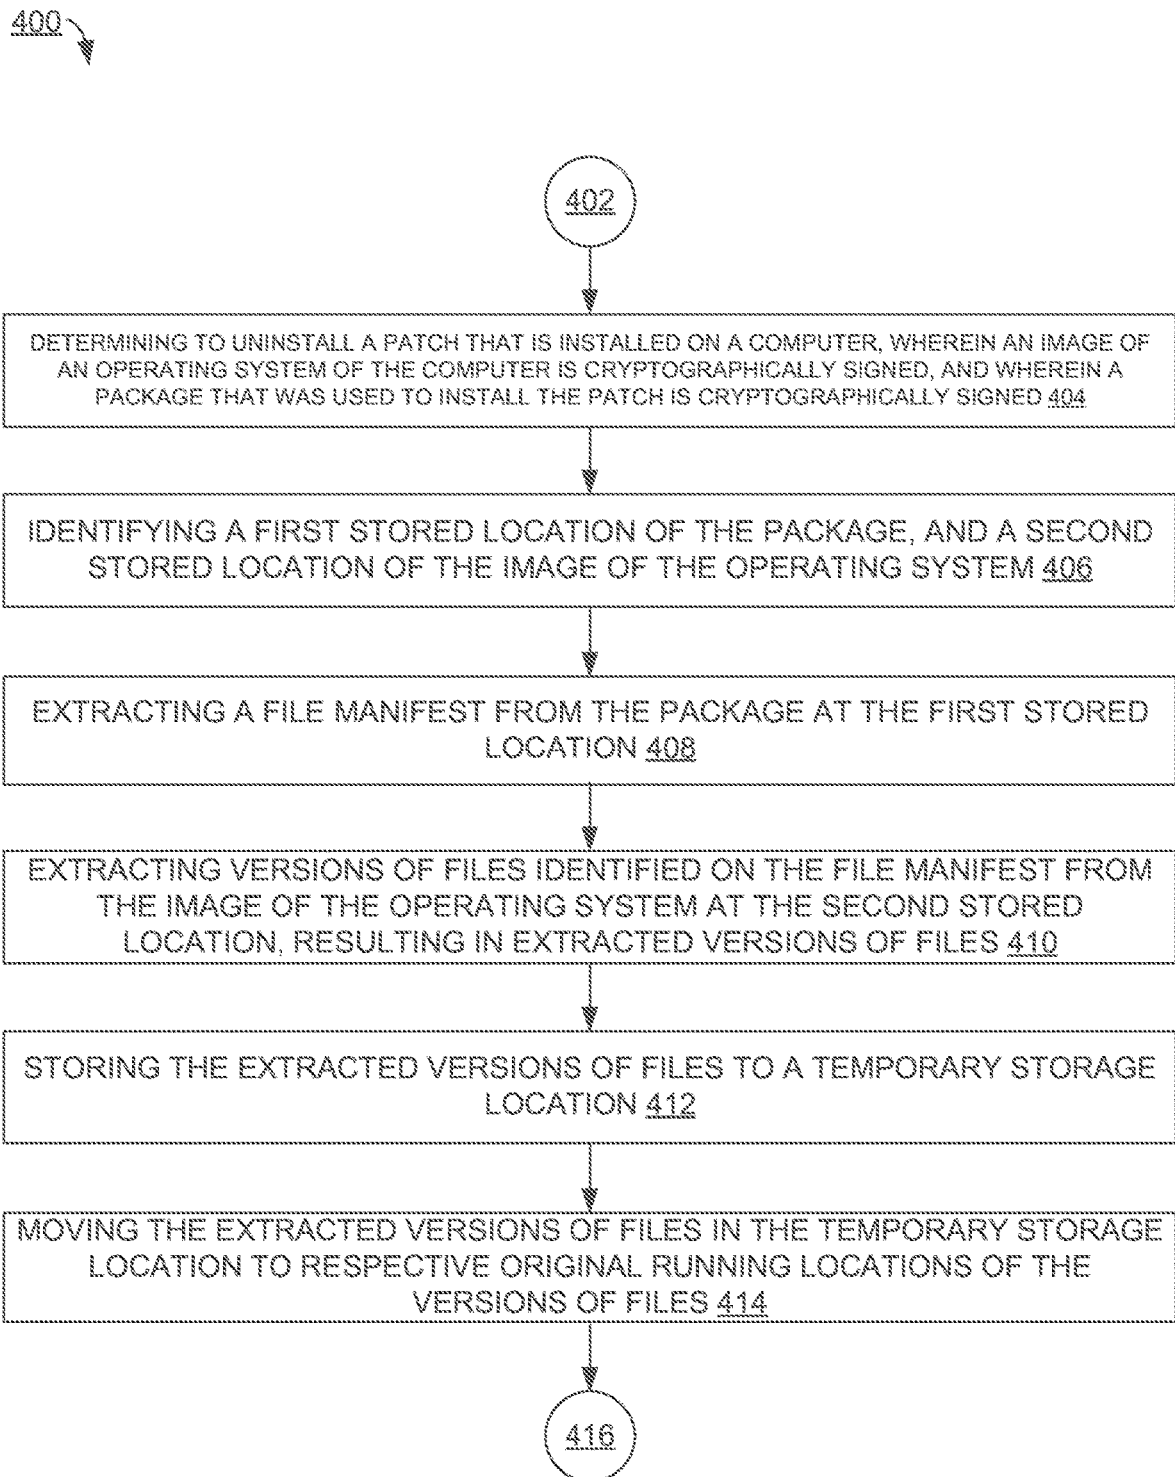 400
402
DETERMINING TO UNINSTALL A PATCH THAT IS INSTALLED ON A COMPUTER, WHEREIN AN IMAGE OF
AN OPERATING SYSTEM OF THE COMPUTER IS CRYPTOGRAPHICALLY SIGNED, AND WHEREIN A
PACKAGE THAT WAS USED TO INSTALL THE PATCH IS CRYPTOGRAPHICALLY SIGNED 404
IDENTIFYING A FIRST STORED LOCATION OF THE PACKAGE, AND A SECOND
STORED LOCATION OF THE IMAGE OF THE OPERATING SYSTEM 406
EXTRACTING A FILE MANIFEST FROM THE PACKAGE AT THE FIRST STORED
LOCATION 408
EXTRACTING VERSIONS OF FILES IDENTIFIED ON THE FILE MANIFEST FROM
THE IMAGE OF THE OPERATING SYSTEM AT THE SECOND STORED
LOCATION, RESULTING IN EXTRACTED VERSIONS OF FILES 410
STORING THE EXTRACTED VERSIONS OF FILES TO A TEMPORARY STORAGE
LOCATION 412
MOVING THE EXTRACTED VERSIONS OF FILES IN THE TEMPORARY STORAGE
LOCATION TO RESPECTIVE ORIGINAL RUNNING LOCATIONS OF THE
VERSIONS OF FILES 414
416